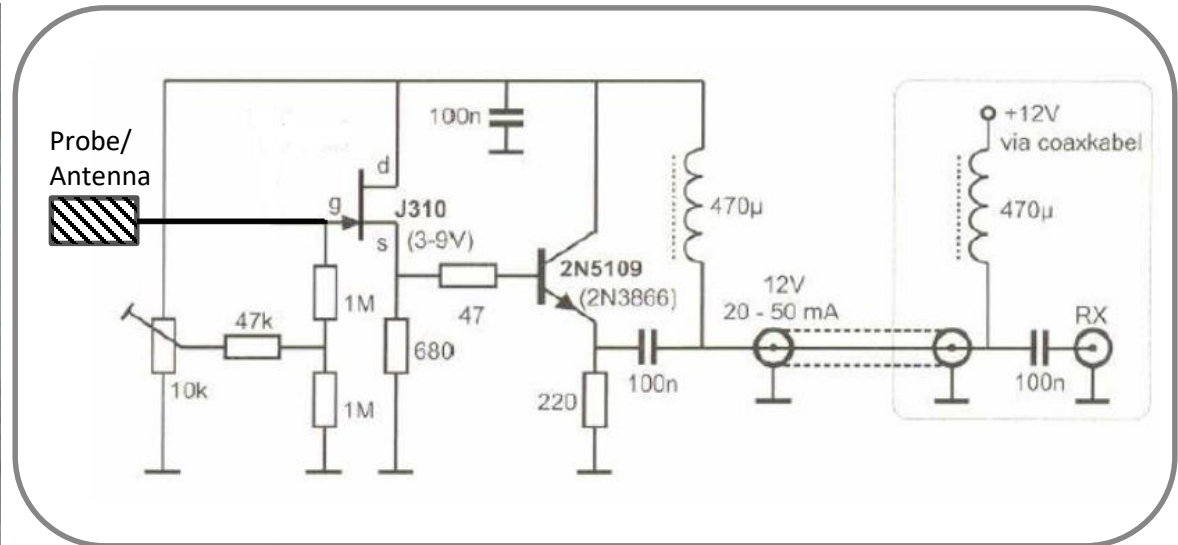 Probe/
Antenna
100n
d
g
J310
s
(3-9V)
1M
47k
10k
1M
680
47
2N5109
(2N3866)
220
100n
470µ
12V
20 - 50 mA
+12V
via coaxkabel
470µ
RX
100n